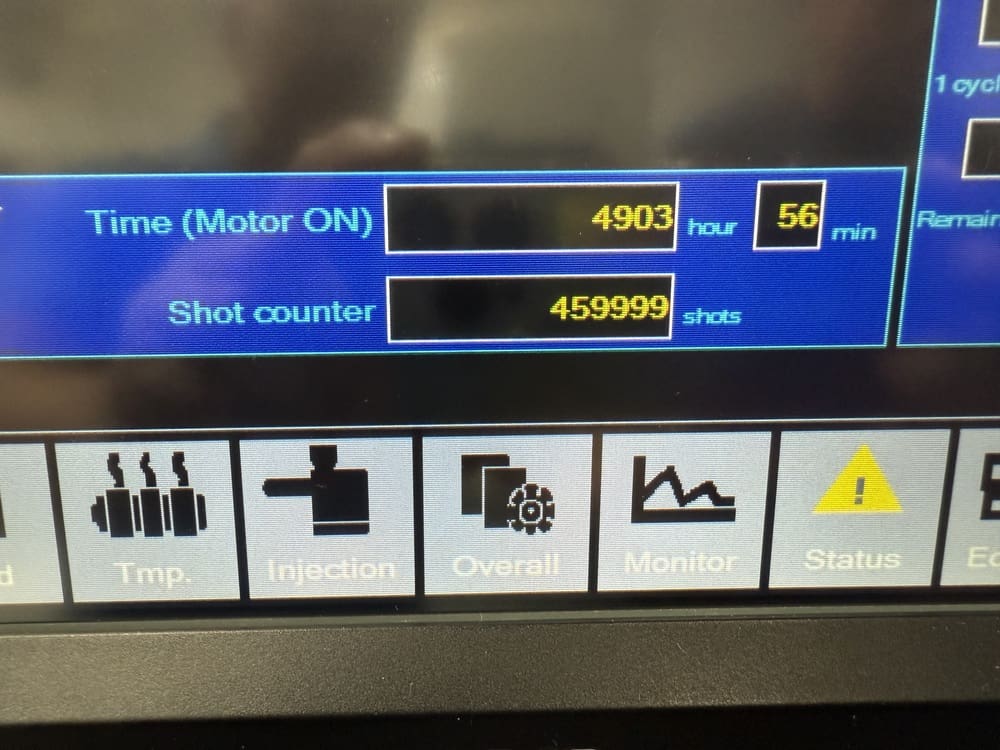 1 cycl
Time (Motor ON) 4903 hour 56 min
Remain
Shot counter 459999 shots
Tmp.
Injection
Overall
Monitor
Status